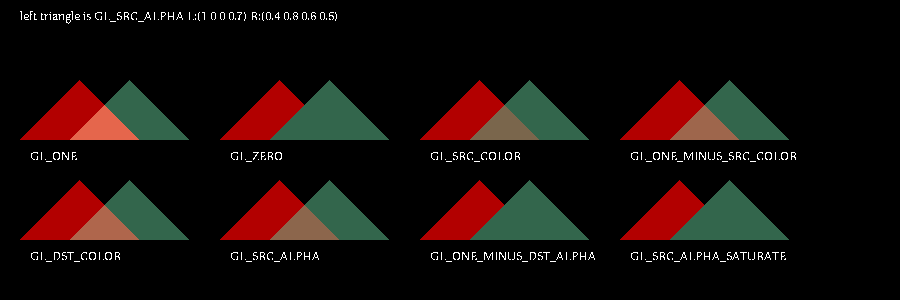 left triangle is GL_SRC_ALPHA L:(1 0 0 0.7) R:(0.4 0.8 0.6 0.5)
GL_ONE
GL_ZERO
GL_SRC_COLOR
GL_ONE_MINUS_SRC_COLOR
GL_DST_COLOR
GL_SRC_ALPHA
GL_ONE_MINUS_DST_ALPHA
GL_SRC_ALPHA_SATURATE